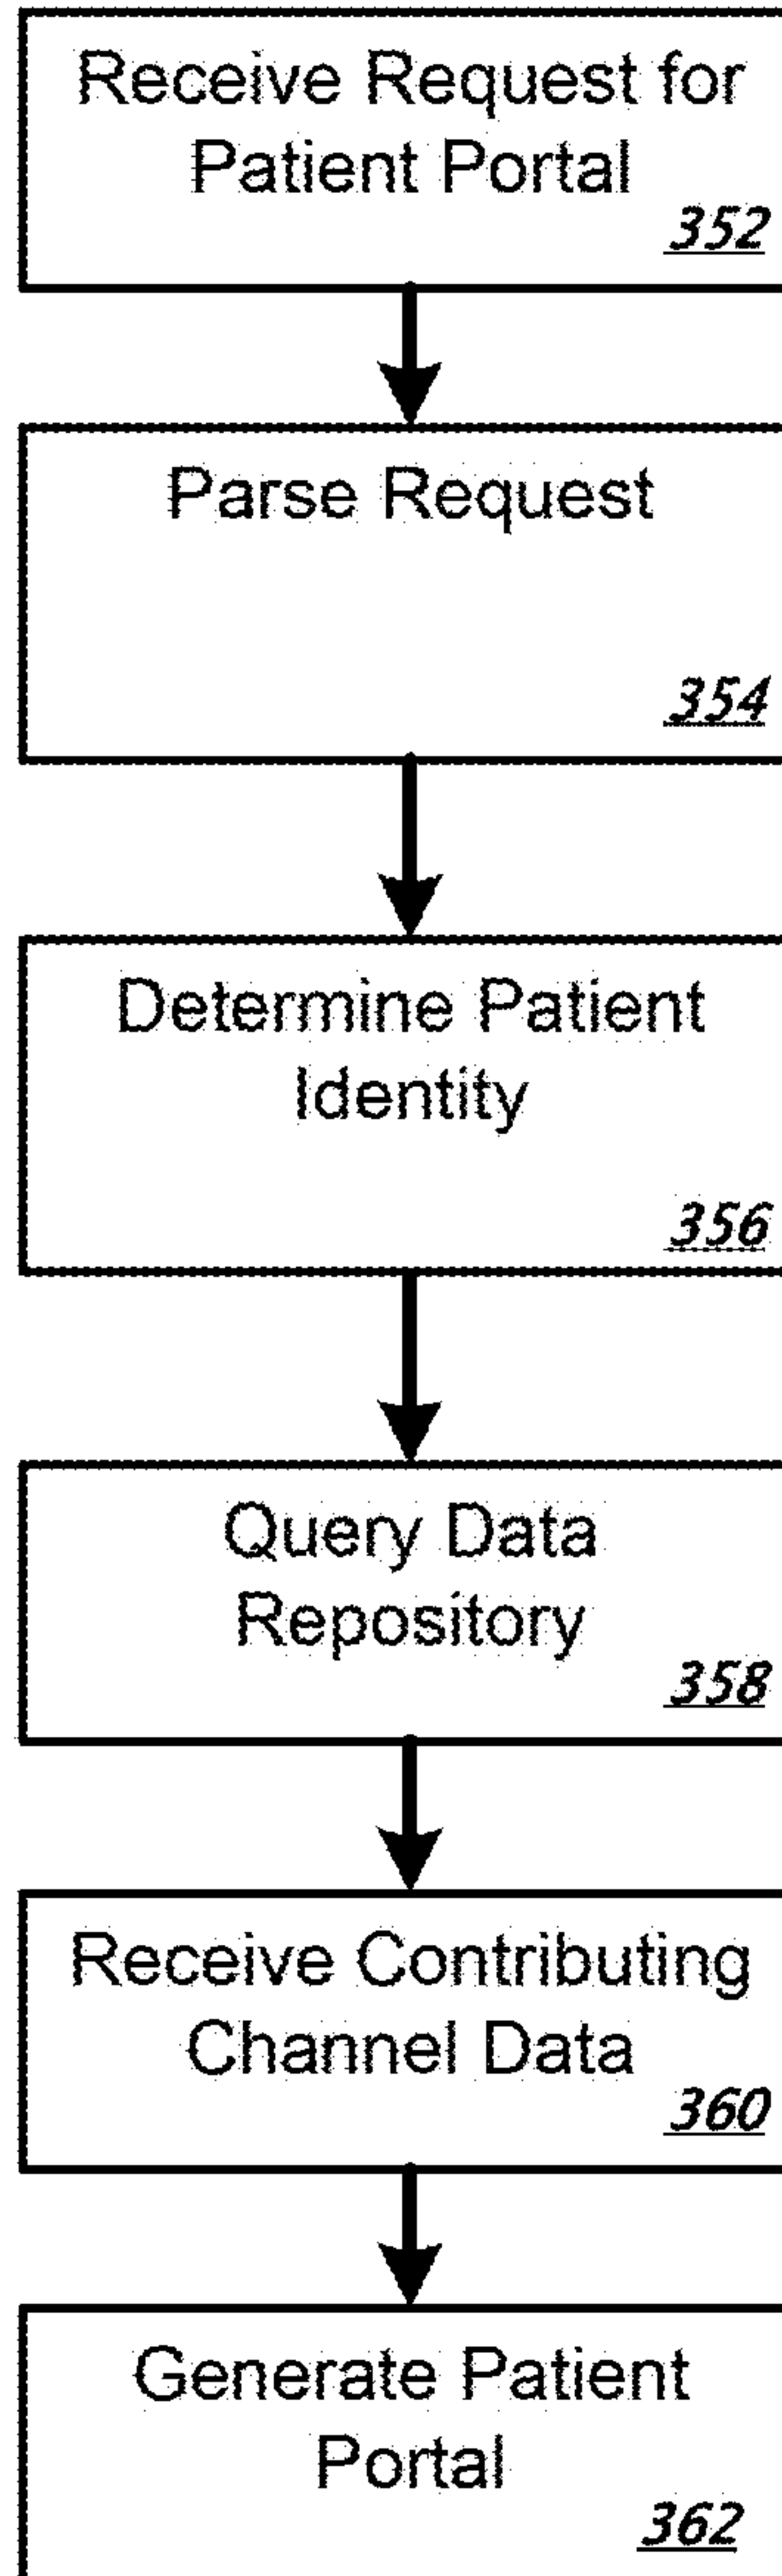 Receive Request for
Patient Portal
352
Parse Request
354
Determine Patient
Identity
356
Query Data
Repository
358
Receive Contributing
Channel Data
360
Generate Patient
Portal
362